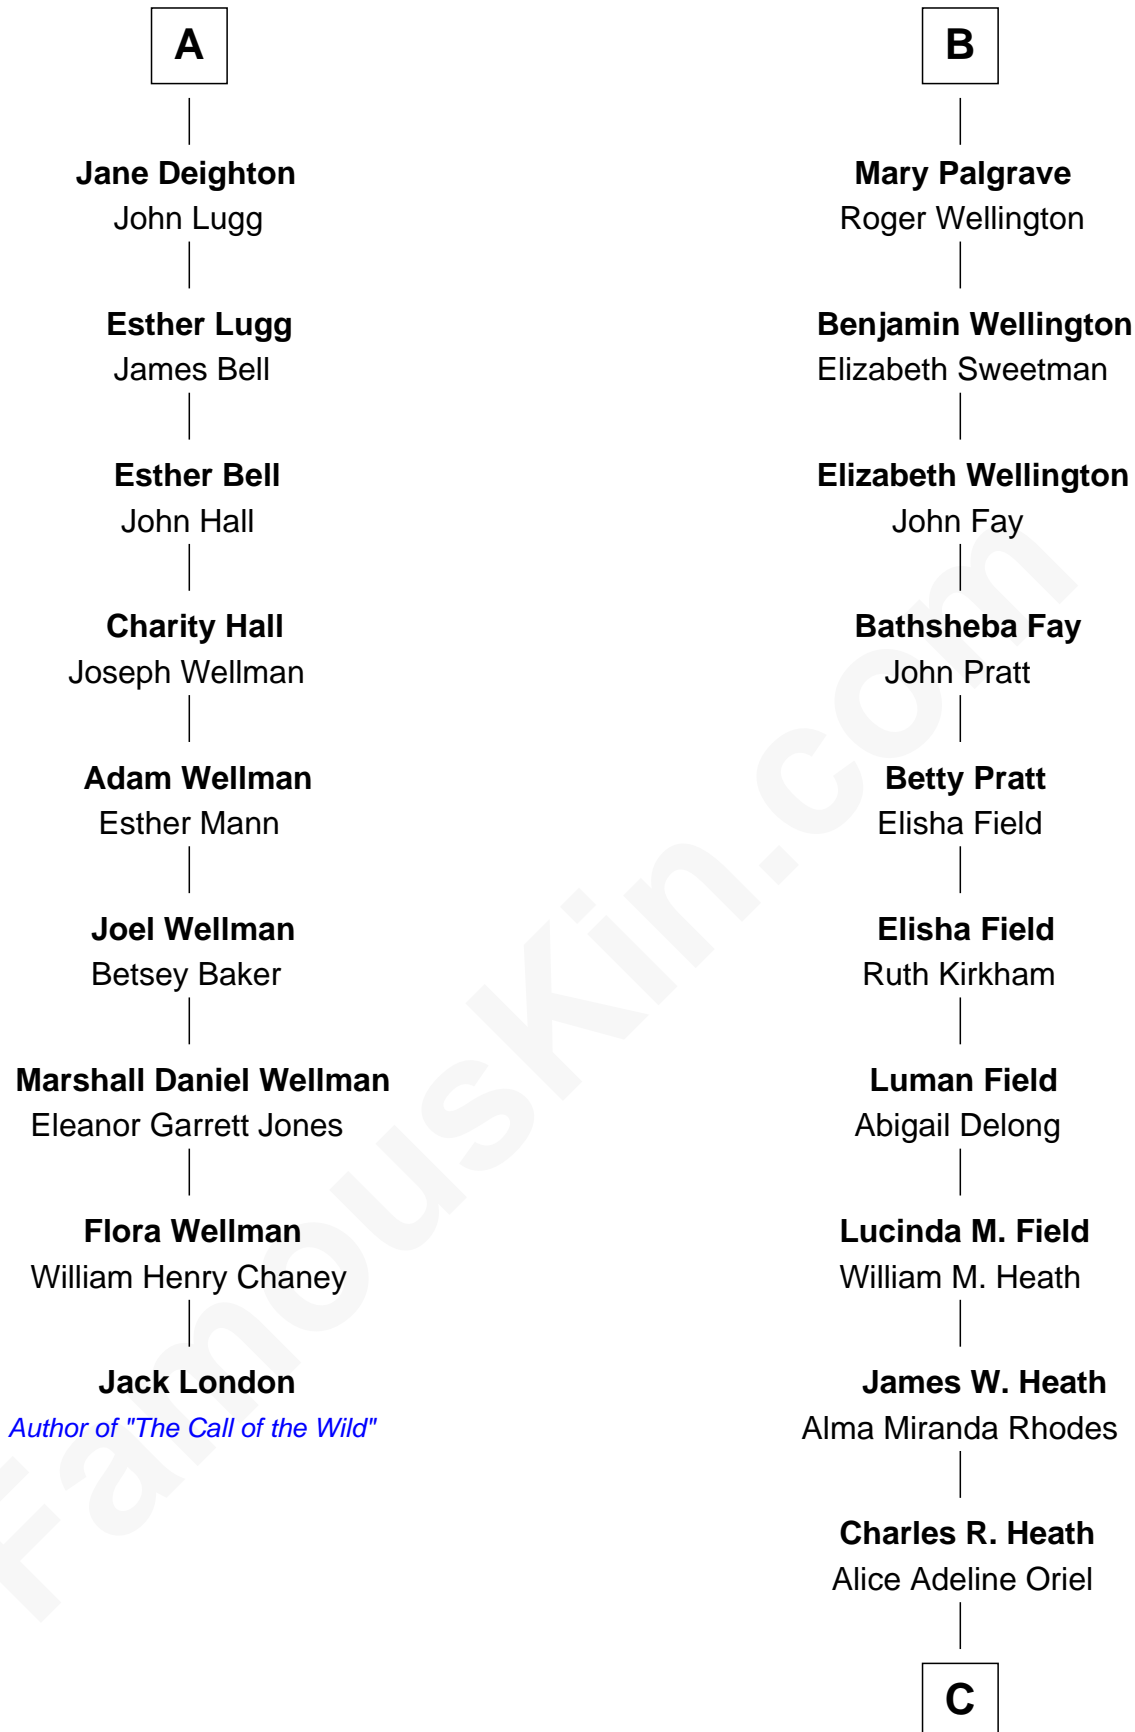 A
Jane Deighton
John Lugg
Esther Lugg
James Bell
Esther Bell
John Hall
Charity Hall
Joseph Wellman
Adam Wellman
Esther Mann
Joel Wellman
Betsey Baker
Marshall Daniel Wellman
Eleanor Garrett Jones
Flora Wellman
William Henry Chaney
Jack London
Author of "The Call of the Wild"
B
Mary Palgrave
Roger Wellington
Benjamin Wellington
Elizabeth Sweetman
Elizabeth Wellington
John Fay
Bathsheba Fay
John Pratt
Betty Pratt
Elisha Field
Elisha Field
Ruth Kirkham
Luman Field
Abigail Delong
Lucinda M. Field
William M. Heath
James W. Heath
Alma Miranda Rhodes
Charles R. Heath
Alice Adeline Oriel
C
FamousKin.com